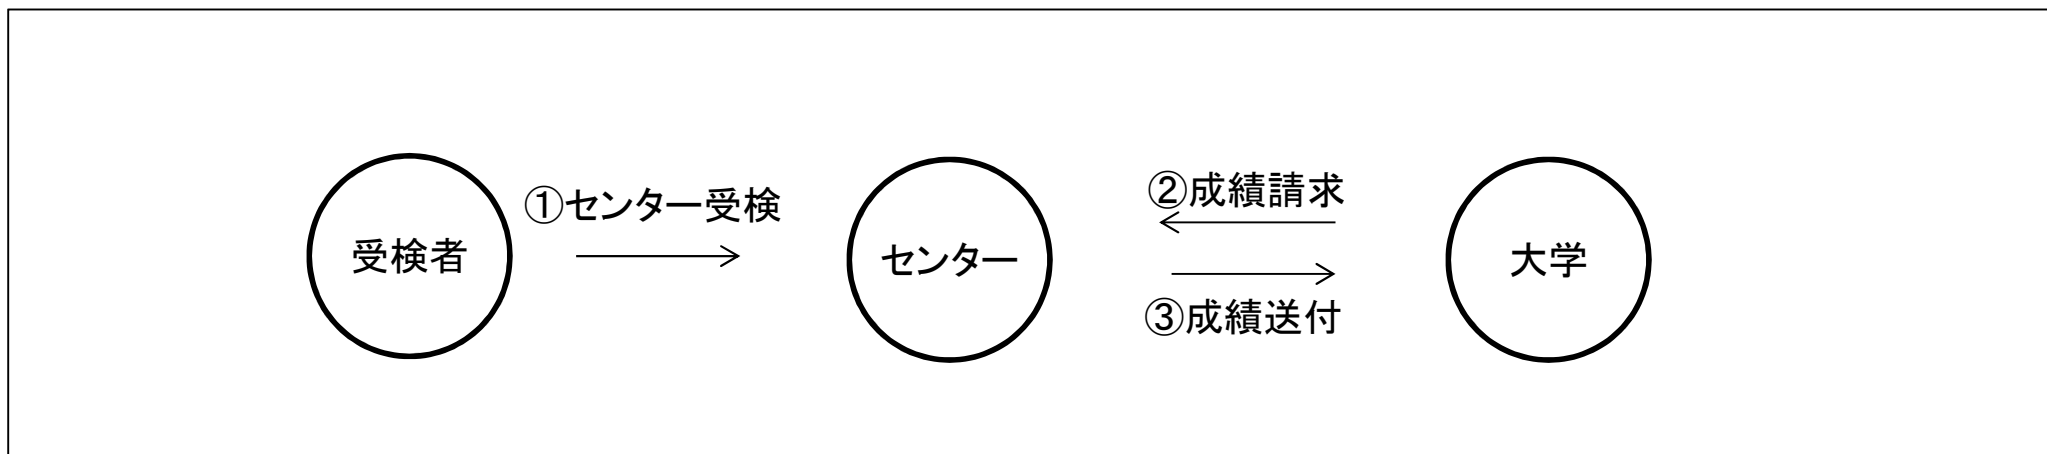 受検者
①センター受検
センター
②成績請求
③成績送付
大学